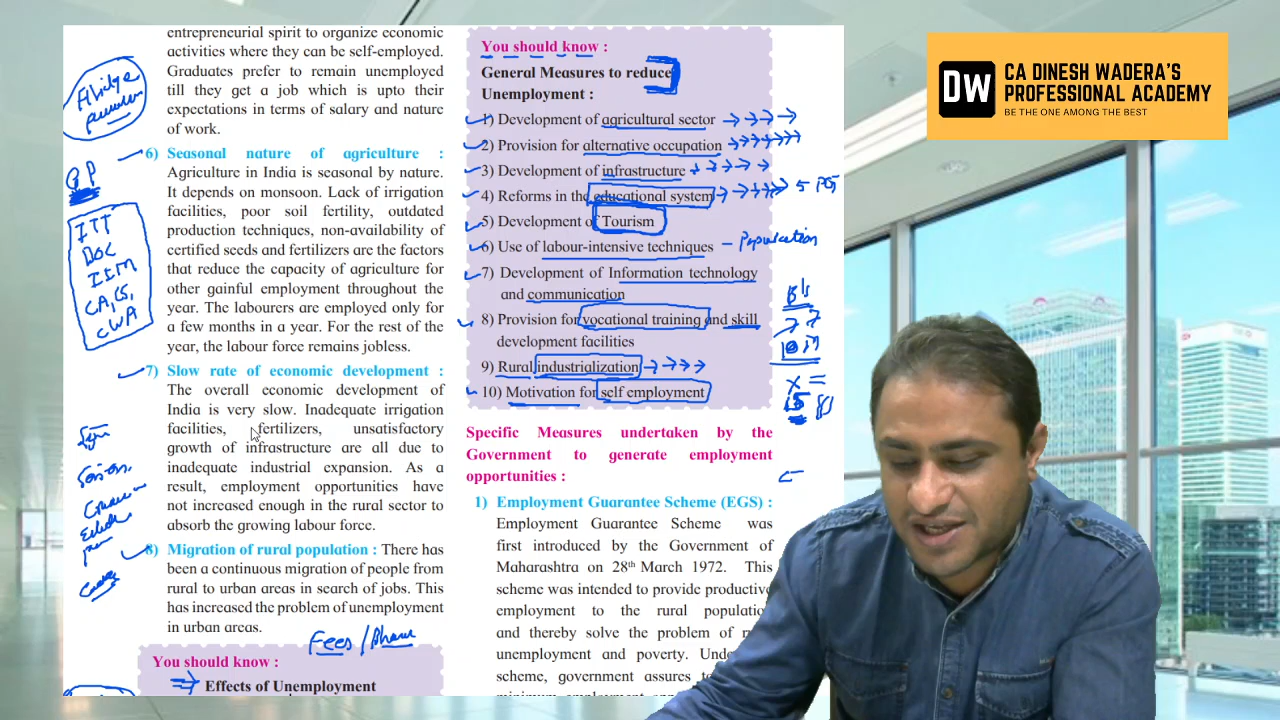 entrepreneurial spirit to organize economic
activities where they can be self-employed.
Graduates prefer to remain unemployed
till they get a job which is upto their
expectations in terms of salary and nature
of work.
6) Seasonal nature of agriculture :
Agriculture in India is seasonal by nature.
It depends on monsoon. Lack of irrigation
facilities, poor soil fertility, outdated
production techniques, non-availability of
certified seeds and fertilizers are the factors
that reduce the capacity of agriculture for
other gainful employment throughout the
year. The labourers are employed only for
a few months in a year. For the rest of the
year, the labour force remains jobless.
7) Slow rate of economic development :
The overall economic development of
India is very slow. Inadequate irrigation
facilities, fertilizers, unsatisfactory
growth of infrastructure are all due to
inadequate industrial expansion. As a
result, employment opportunities have
not increased enough in the rural sector to
absorb the growing labour force.
8) Migration of rural population : There has
been a continuous migration of people from
rural to urban areas in search of jobs. This
has increased the problem of unemployment
in urban areas.
Fees /
You should know :
Effects of Unemployment
ITT
DOC
IIM
CA, CS,
CWA
You should know :
General Measures to reduce
Unemployment :
1) Development of agricultural sector
2) Provision for alternative occupation
3) Development of infrastructure
4) Reforms in the educational system
5) Development of Tourism
6) Use of labour-intensive techniques – Population
7) Development of Information technology
and communication
8) Provision for vocational training and skill
development facilities
9) Rural industrialization
10) Motivation for self employment
Specific Measures undertaken by the
Government to generate employment
opportunities :
1) Employment Guarantee Scheme (EGS) :
Employment Guarantee Scheme was
first introduced by the Government of
Maharashtra on 28th March 1972. This
scheme was intended to provide productive
employment to the rural population
and thereby solve the problem of
unemployment and poverty.
scheme, government assures
DW
CA DINESH WADERA'S
PROFESSIONAL ACADEMY
BE THE ONE AMONG THE BEST